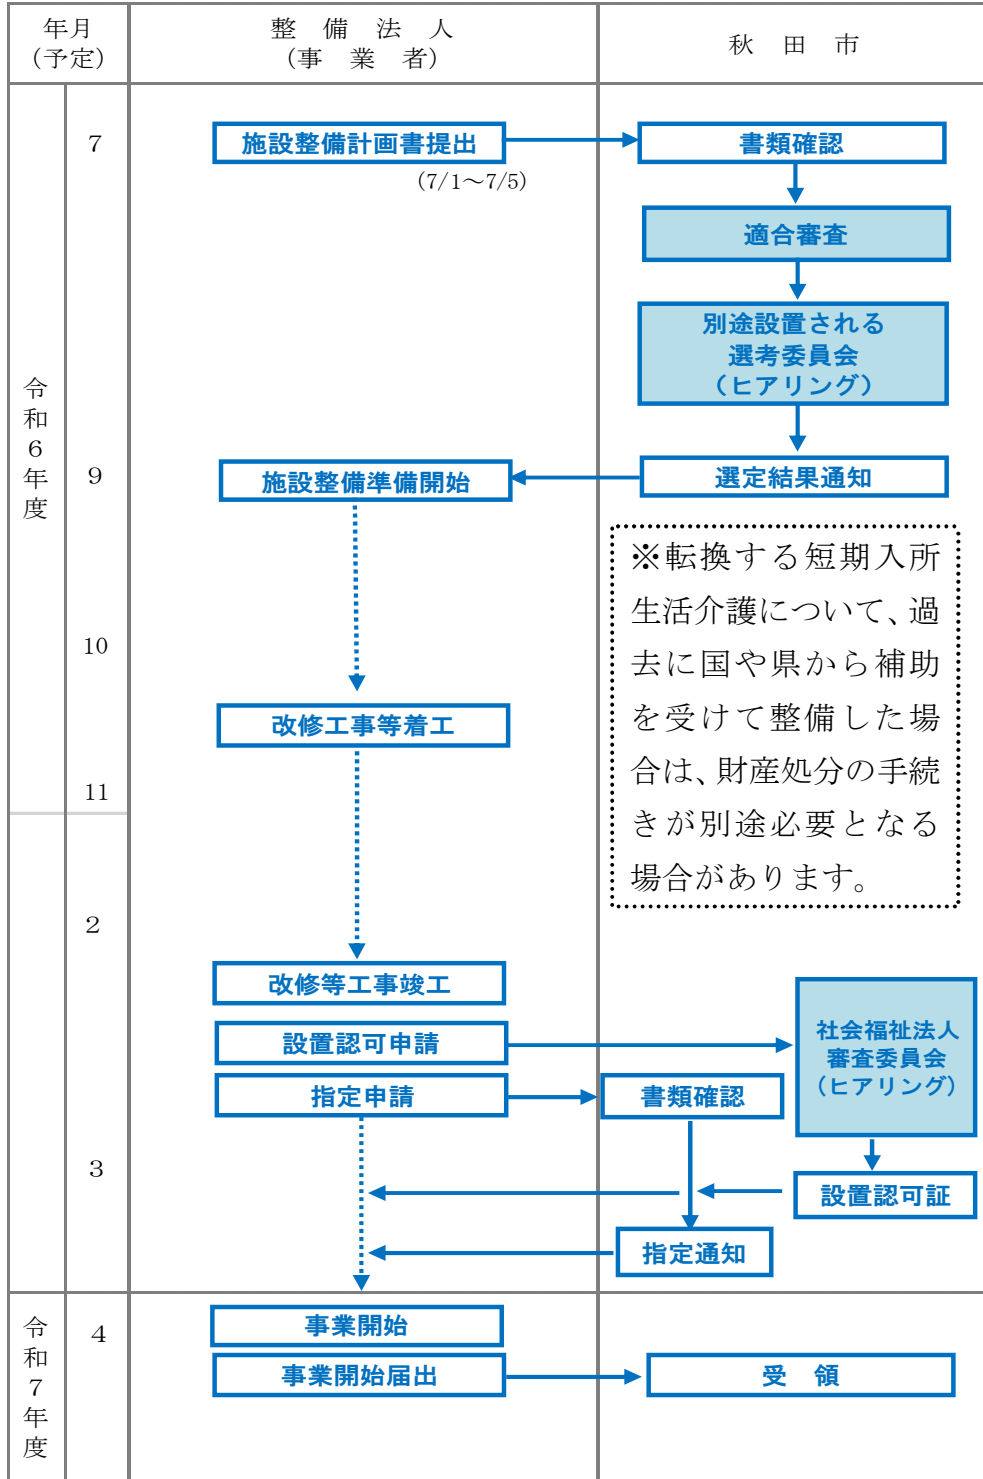 年月
(予定)
整備法人
(事業者)
秋田市
令和6年度
7
施設整備計画書提出
(7/1～7/5)
書類確認
適合審査
別途設置される
選考委員会
（ヒアリング）
9
施設整備準備開始
選定結果通知
※転換する短期入所
生活介護について、過
去に国や県から補助
を受けて整備した場
合は、財産処分の手続
きが別途必要となる
場合があります。
10
改修工事等着工
11
2
改修等工事竣工
設置認可申請
社会福祉法人
審査委員会
（ヒアリング）
指定申請
書類確認
3
設置認可証
指定通知
令和7年度
4
事業開始
事業開始届出
受領